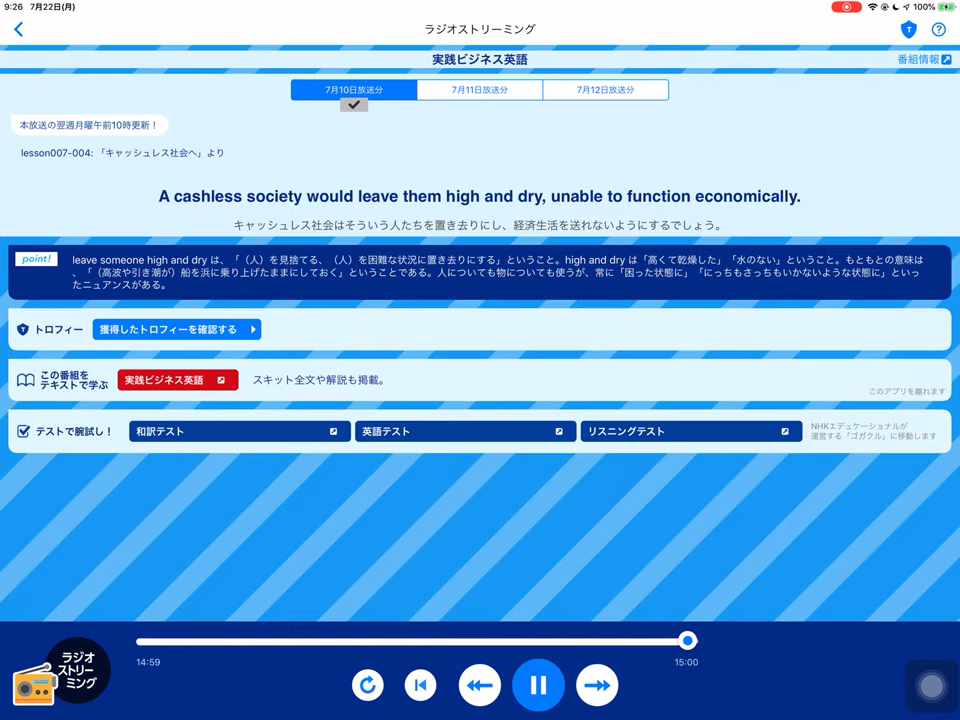 9:26 7月22日(月)
100%
ラジオストリーミング
実践ビジネス英語
番組情報
7月10日放送分
7月11日放送分
7月12日放送分
本放送の翌週月曜午前10時更新！
lesson007-004: 「キャッシュレス社会へ」より
A cashless society would leave them high and dry, unable to function economically.
キャッシュレス社会はそういう人たちを置き去りにし、経済生活を送れないようにするでしょう。
point!
leave someone high and dry は、「（人）を見捨てる、（人）を困難な状況に置き去りにする」ということ。high and dry は「高くて乾燥した」「水のない」ということ。もともとの意味は
、「（高波や引き潮が）船を浜に乗り上げたままにしておく」ということである。人についても物についても使うが、常に「困った状態に」「にっちもさっちもいかないような状態に」といっ
たニュアンスがある。
トロフィー
獲得したトロフィーを確認する
この番組を
テキストで学ぶ
実践ビジネス英語
スキット全文や解説も掲載。
このアプリを離れます
テストで腕試し！
和訳テスト
英語テスト
リスニングテスト
NHKエデュケーショナルが
運営する「ゴガクル」に移動します
ラジオ
ストリー
ミング
14:59
15:00